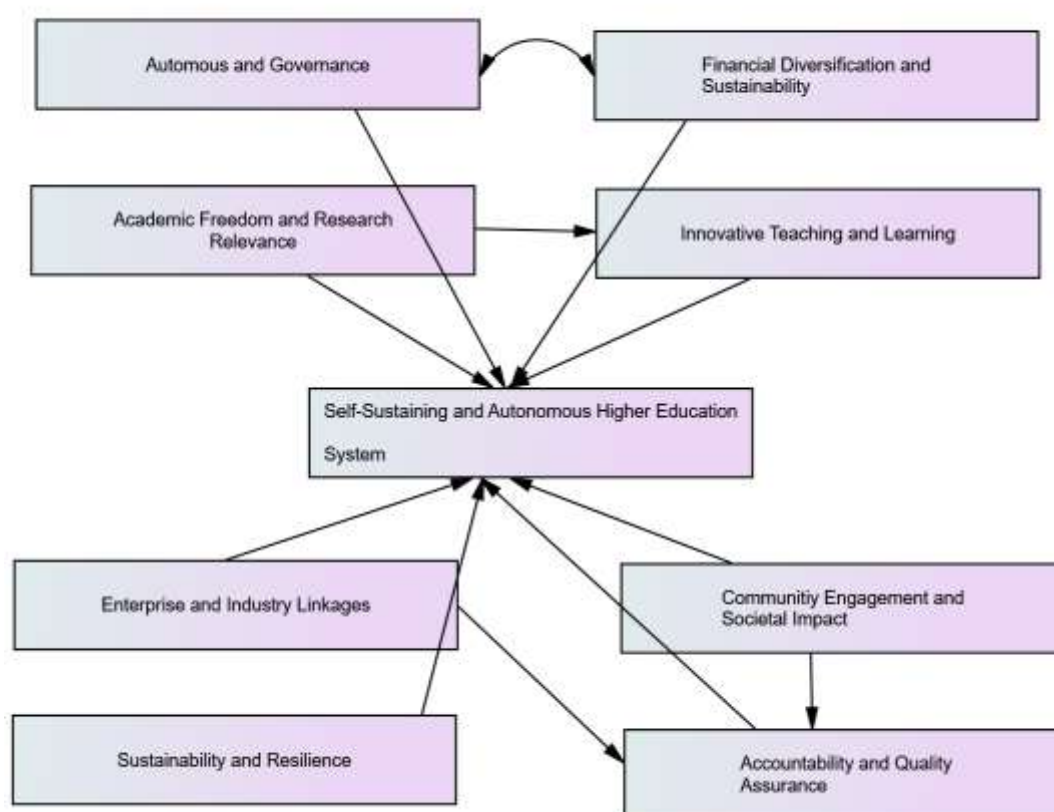 Automous and Governance
Financial Diversification and
Sustainability
Academic Freedom and Research
Relevance
Innovative Teaching and Learning
Self-Sustaining and Autonomous Higher Education
System
Enterprise and Industry Linkages
Communitiy Engagement and
Societal Impact
Sustainability and Resilience
Accountability and Quality
Assurance